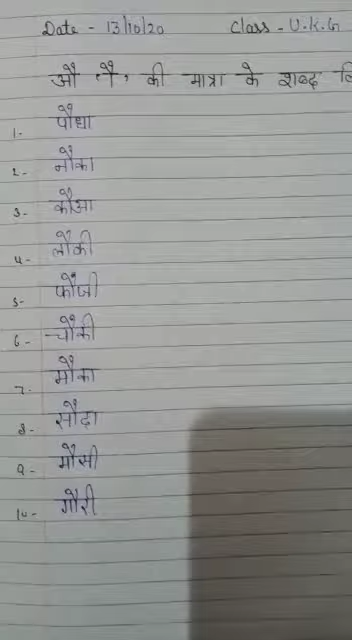 Date - 13/10/20 Class - U.K.G
औ ' ौ ' की मात्रा के शब्द
1- पौधा
2- नौका
3- कौआ
4- लौकी
5- फौजी
6- चौकी
7- मौका
8- सौदा
9- मौसी
10- गौरी